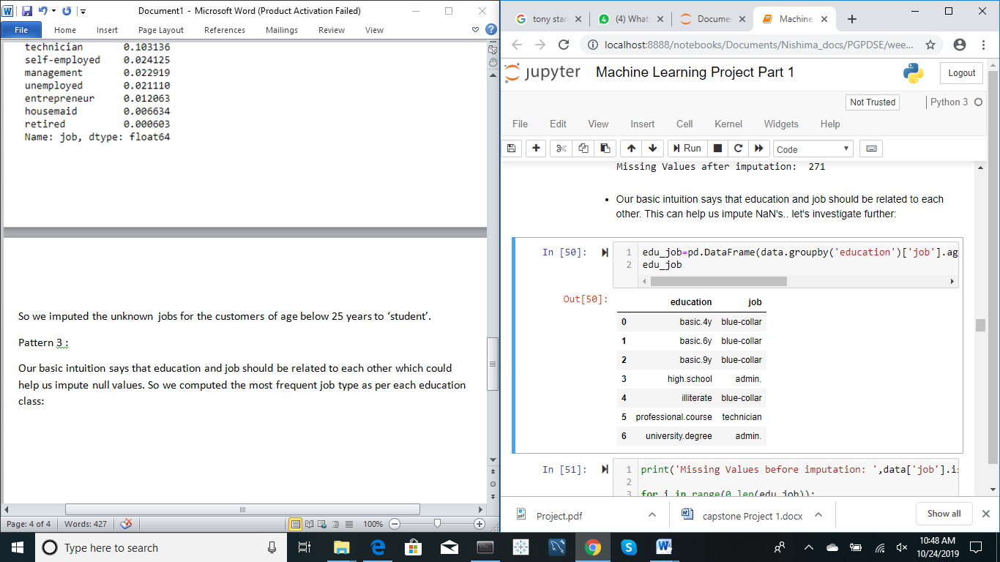 Document1 - Microsoft Word (Product Activation Failed)
File Home Insert Page Layout References Mailings Review View
technician 0.103136
self-employed 0.024125
management 0.022919
unemployed 0.021110
entrepreneur 0.012063
housemaid 0.006634
retired 0.000603
Name: job, dtype: float64
So we imputed the unknown jobs for the customers of age below 25 years to ‘student’.
Pattern 3 :
Our basic intuition says that education and job should be related to each other which could
help us impute null values. So we computed the most frequent job type as per each education
class:
Page: 4 of 4 Words: 427 100%
tony star (4) Whats Documen Machine
localhost:8888/notebooks/Documents/Nishima_docs/PGPDSE/wee...
jupyter Machine Learning Project Part 1 Logout
Not Trusted Python 3
File Edit View Insert Cell Kernel Widgets Help
Run Code
Missing Values after imputation: 271
• Our basic intuition says that education and job should be related to each
other. This can help us impute NaN's.. let's investigate further:
In [50]: 1 edu_job=pd.DataFrame(data.groupby('education')['job'].ag
2 edu_job
Out[50]:
education job
0 basic.4y blue-collar
1 basic.6y blue-collar
2 basic.9y blue-collar
3 high.school admin.
4 illiterate blue-collar
5 professional.course technician
6 university.degree admin.
In [51]: 1 print('Missing Values before imputation: ',data['job'].is
2
3 for i in range(0,len(edu_job)):
Project.pdf capstone Project 1.docx Show all
Type here to search
10:48 AM
10/24/2019